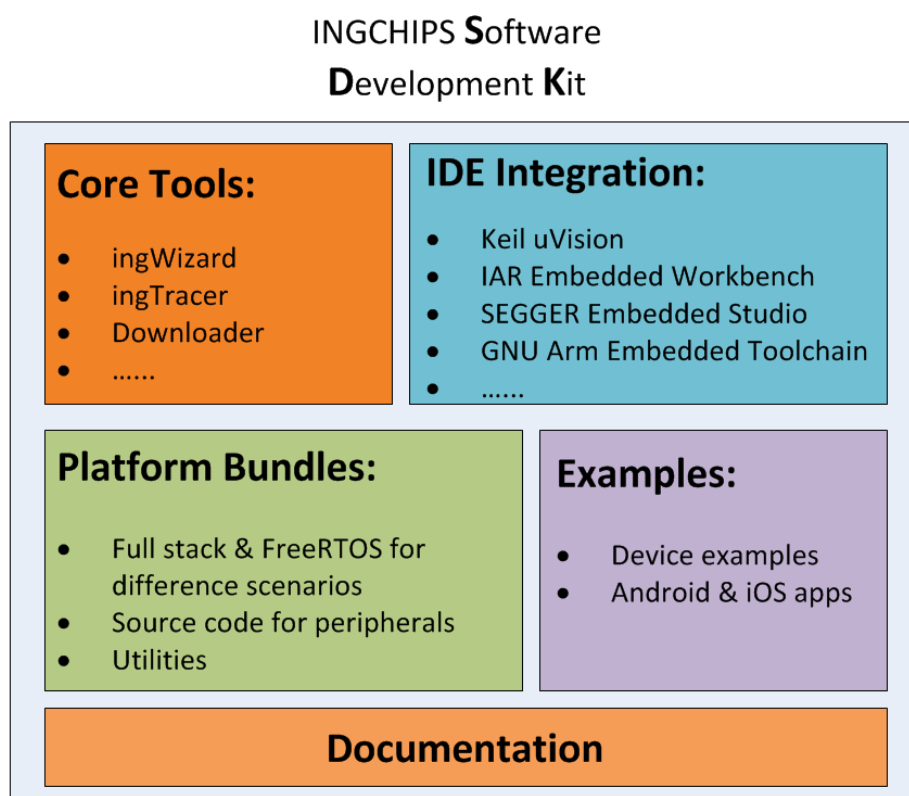 INGCHIPS Software
Development Kit
Core Tools:
• ingWizard
• ingTracer
• Downloader
• …...
IDE Integration:
• Keil uVision
• IAR Embedded Workbench
• SEGGER Embedded Studio
• GNU Arm Embedded Toolchain
• …...
Platform Bundles:
• Full stack & FreeRTOS for
difference scenarios
• Source code for peripherals
• Utilities
Examples:
• Device examples
• Android & iOS apps
Documentation